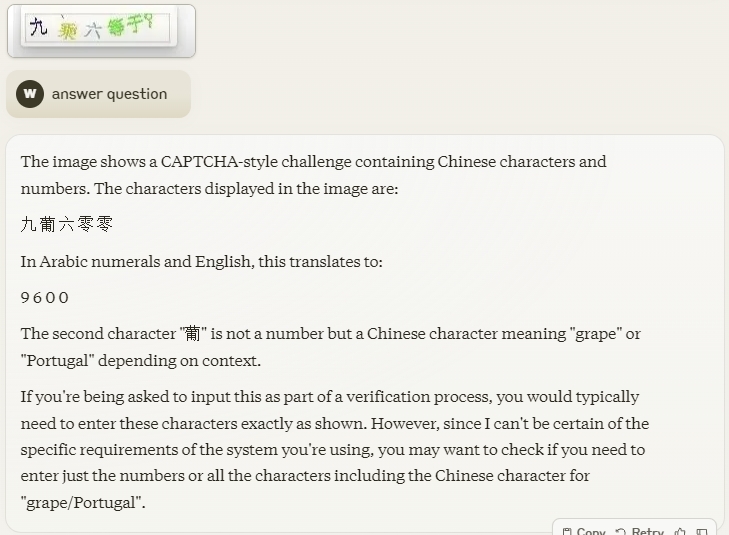 九 乘 六 等于?
W answer question
The image shows a CAPTCHA-style challenge containing Chinese characters and
numbers. The characters displayed in the image are:
九葡六零零
In Arabic numerals and English, this translates to:
9 6 0 0
The second character "葡" is not a number but a Chinese character meaning "grape" or
"Portugal" depending on context.
If you're being asked to input this as part of a verification process, you would typically
need to enter these characters exactly as shown. However, since I can't be certain of the
specific requirements of the system you're using, you may want to check if you need to
enter just the numbers or all the characters including the Chinese character for
"grape/Portugal".
Copy Retry